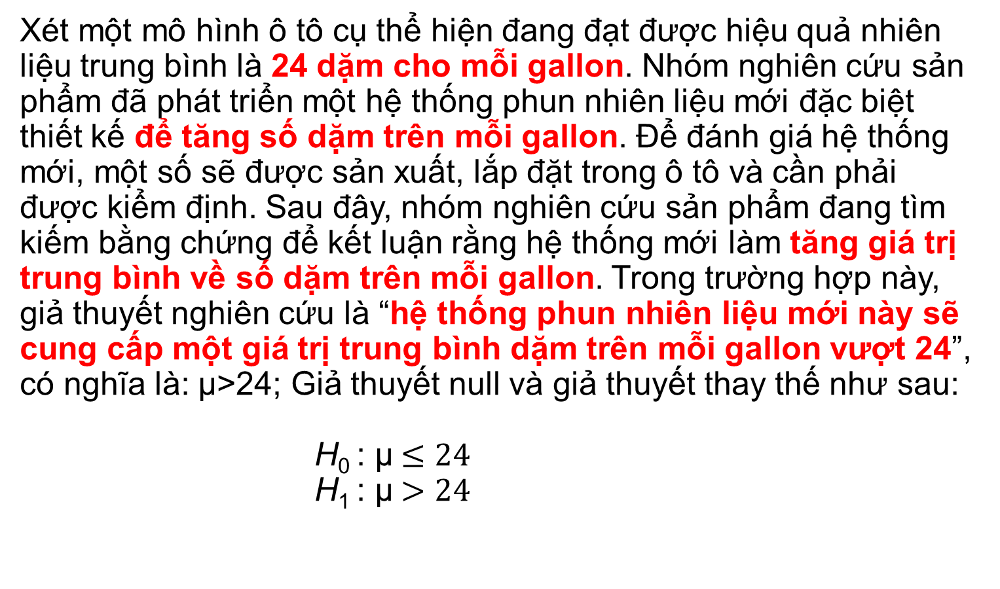 Xét một mô hình ô tô cụ thể hiện đang đạt được hiệu quả nhiên
liệu trung bình là 24 dặm cho mỗi gallon. Nhóm nghiên cứu sản
phẩm đã phát triển một hệ thống phun nhiên liệu mới đặc biệt
thiết kế để tăng số dặm trên mỗi gallon. Để đánh giá hệ thống
mới, một số sẽ được sản xuất, lắp đặt trong ô tô và cần phải
được kiểm định. Sau đây, nhóm nghiên cứu sản phẩm đang tìm
kiếm bằng chứng để kết luận rằng hệ thống mới làm tăng giá trị
trung bình về số dặm trên mỗi gallon. Trong trường hợp này,
giả thuyết nghiên cứu là “hệ thống phun nhiên liệu mới này sẽ
cung cấp một giá trị trung bình dặm trên mỗi gallon vượt 24”,
có nghĩa là: µ>24; Giả thuyết null và giả thuyết thay thế như sau:
H₀ : µ ≤ 24
H₁ : µ > 24